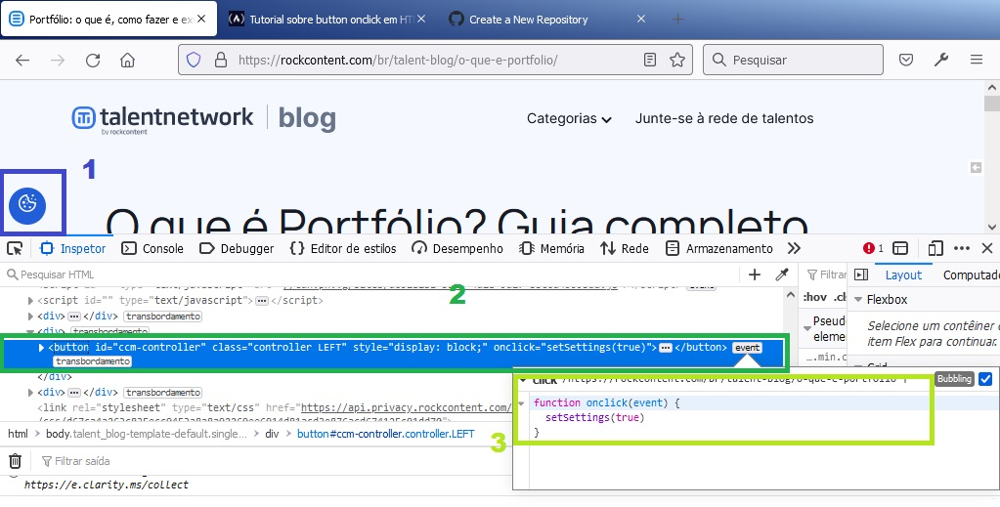 Portfólio: o que é, como fazer e ex
Tutorial sobre button onclick em HT
Create a New Repository
https://rockcontent.com/br/talent-blog/o-que-e-portfolio/
Pesquisar
talentnetwork
by rockcontent
blog
Categorias
Junte-se à rede de talentos
1
O que é Portfólio? Guia completo
Inspetor
Console
Debugger
Editor de estilos
Desempenho
Memória
Rede
Armazenamento
1
Pesquisar HTML
2
Filtrar
Layout
Computado
<script id="" type="text/javascript"> </script>
<div> </div> transbordamento
<div> transbordamento
<button id="ccm-controller" class="controller LEFT" style="display: block;" onclick="setSettings(true)"> </button> event
transbordamento
</div>
<div> </div> transbordamento
<link rel="stylesheet" type="text/css" href="https://api.privacy.rockcontent.com/
:hov .cl
Pseud
elemen
...min.c
Flexbox
Selecione um contêiner o
item Flex para continuar.
Grid
html
body.talent_blog-template-default.single...
div
button#ccm-controller.controller.LEFT
click
https://rockcontent.com/br/talent-blog/o-que-e-portfolio
Bubbling
3
function onclick(event) {
setSettings(true)
}
Filtrar saída
https://e.clarity.ms/collect